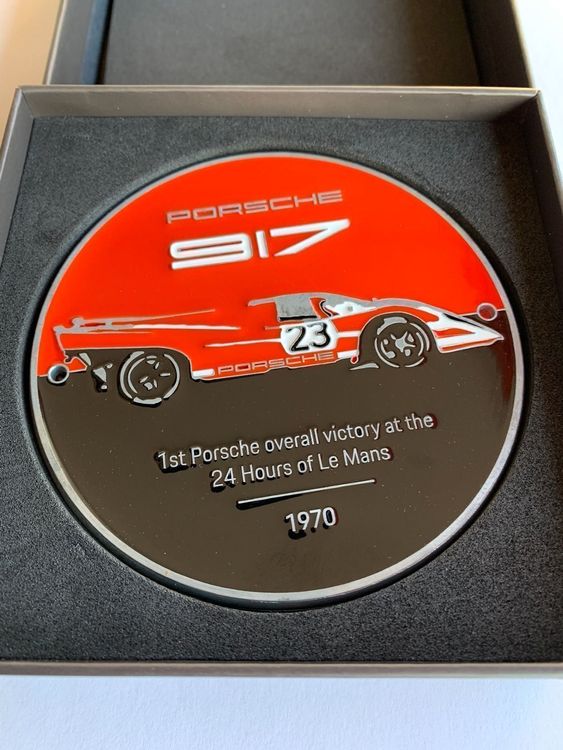 PORSCHE
917
23
PORSCHE
1st Porsche overall victory at the
24 Hours of Le Mans
1970